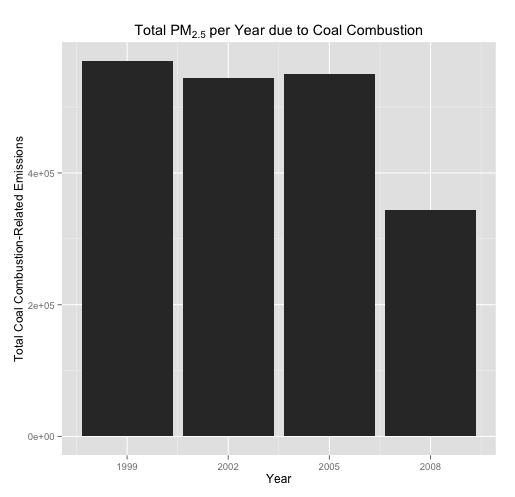 Total PM2.5 per Year due to Coal Combustion
Total Coal Combustion-Related Emissions
4e+05
2e+05
0e+00
1999 2002 2005 2008
Year